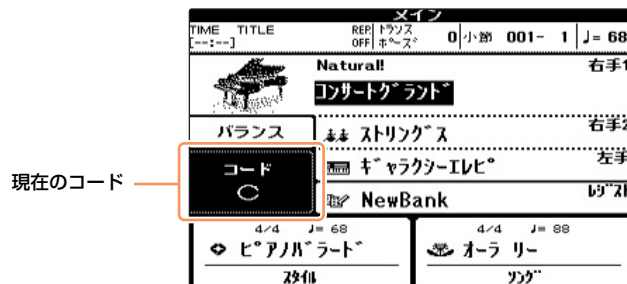 メイン
TIME TITLE REP トランス 0 小節 001- 1 ♩= 68
[--:--] OFF ポーズ
Natural! 右手1
コンサートグランド
バランス
ストリングス 右手2
コード
C
ギャラクシーエレピ 左手
現在のコード
NewBank レジスト
4/4 ♩= 68
ピアノバラード
スタイル
4/4 ♩= 88
オーラ リー
ソング